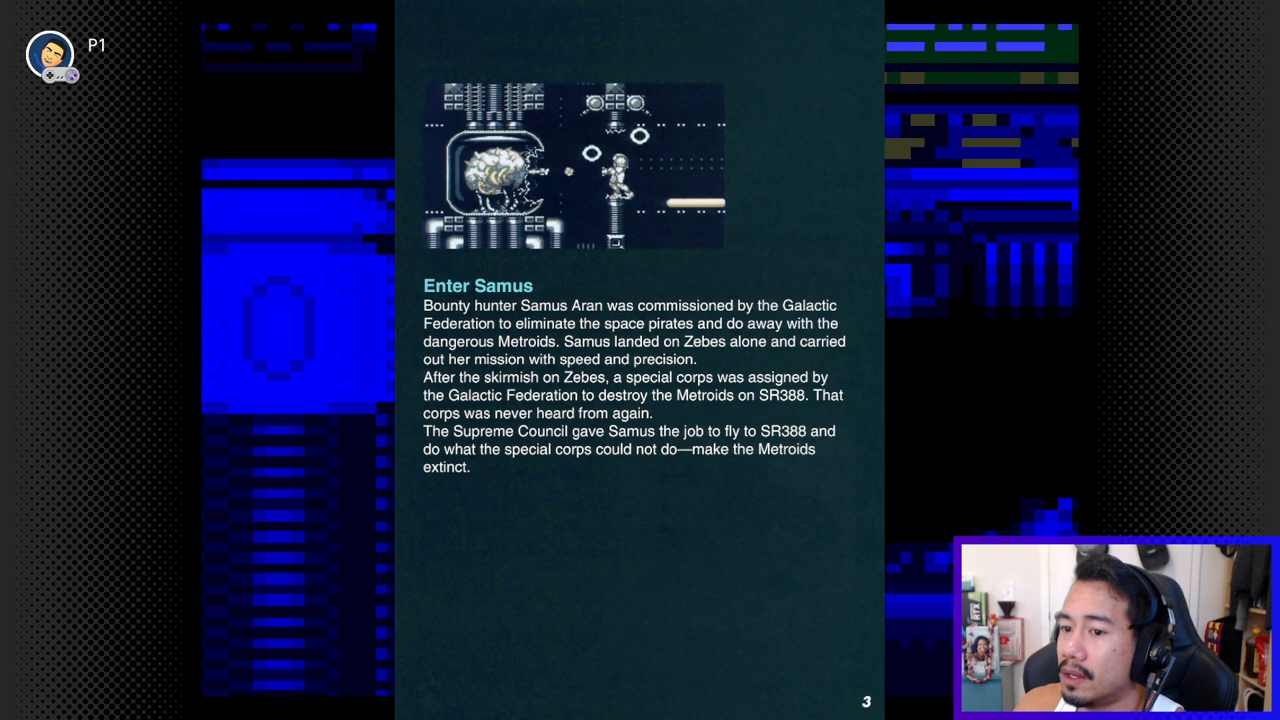 P1
Enter Samus
Bounty hunter Samus Aran was commissioned by the Galactic
Federation to eliminate the space pirates and do away with the
dangerous Metroids. Samus landed on Zebes alone and carried
out her mission with speed and precision.
After the skirmish on Zebes, a special corps was assigned by
the Galactic Federation to destroy the Metroids on SR388. That
corps was never heard from again.
The Supreme Council gave Samus the job to fly to SR388 and
do what the special corps could not do—make the Metroids
extinct.
RTX
3